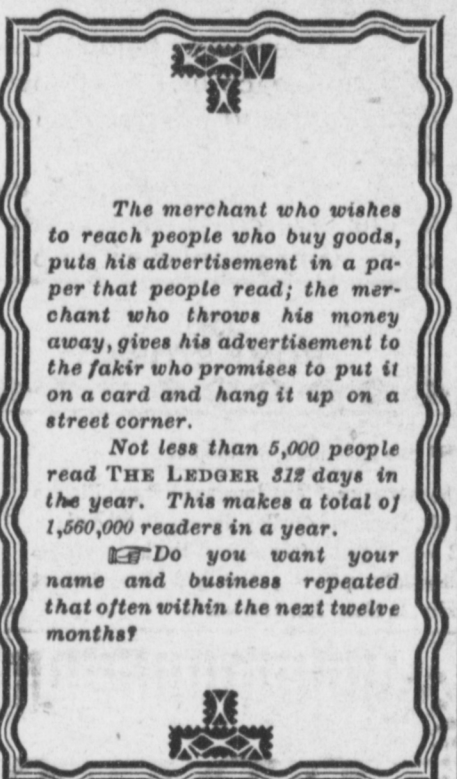 The merchant who wishes
to reach people who buy goods,
puts his advertisement in a pa-
per that people read; the mer-
chant who throws his money
away, gives his advertisement to
the fakir who promises to put it
on a card and hang it up on a
street corner.
Not less than 5,000 people
read THE LEDGER 312 days in
the year. This makes a total of
1,560,000 readers in a year.
☞Do you want your
name and business repeated
that often within the next twelve
months?